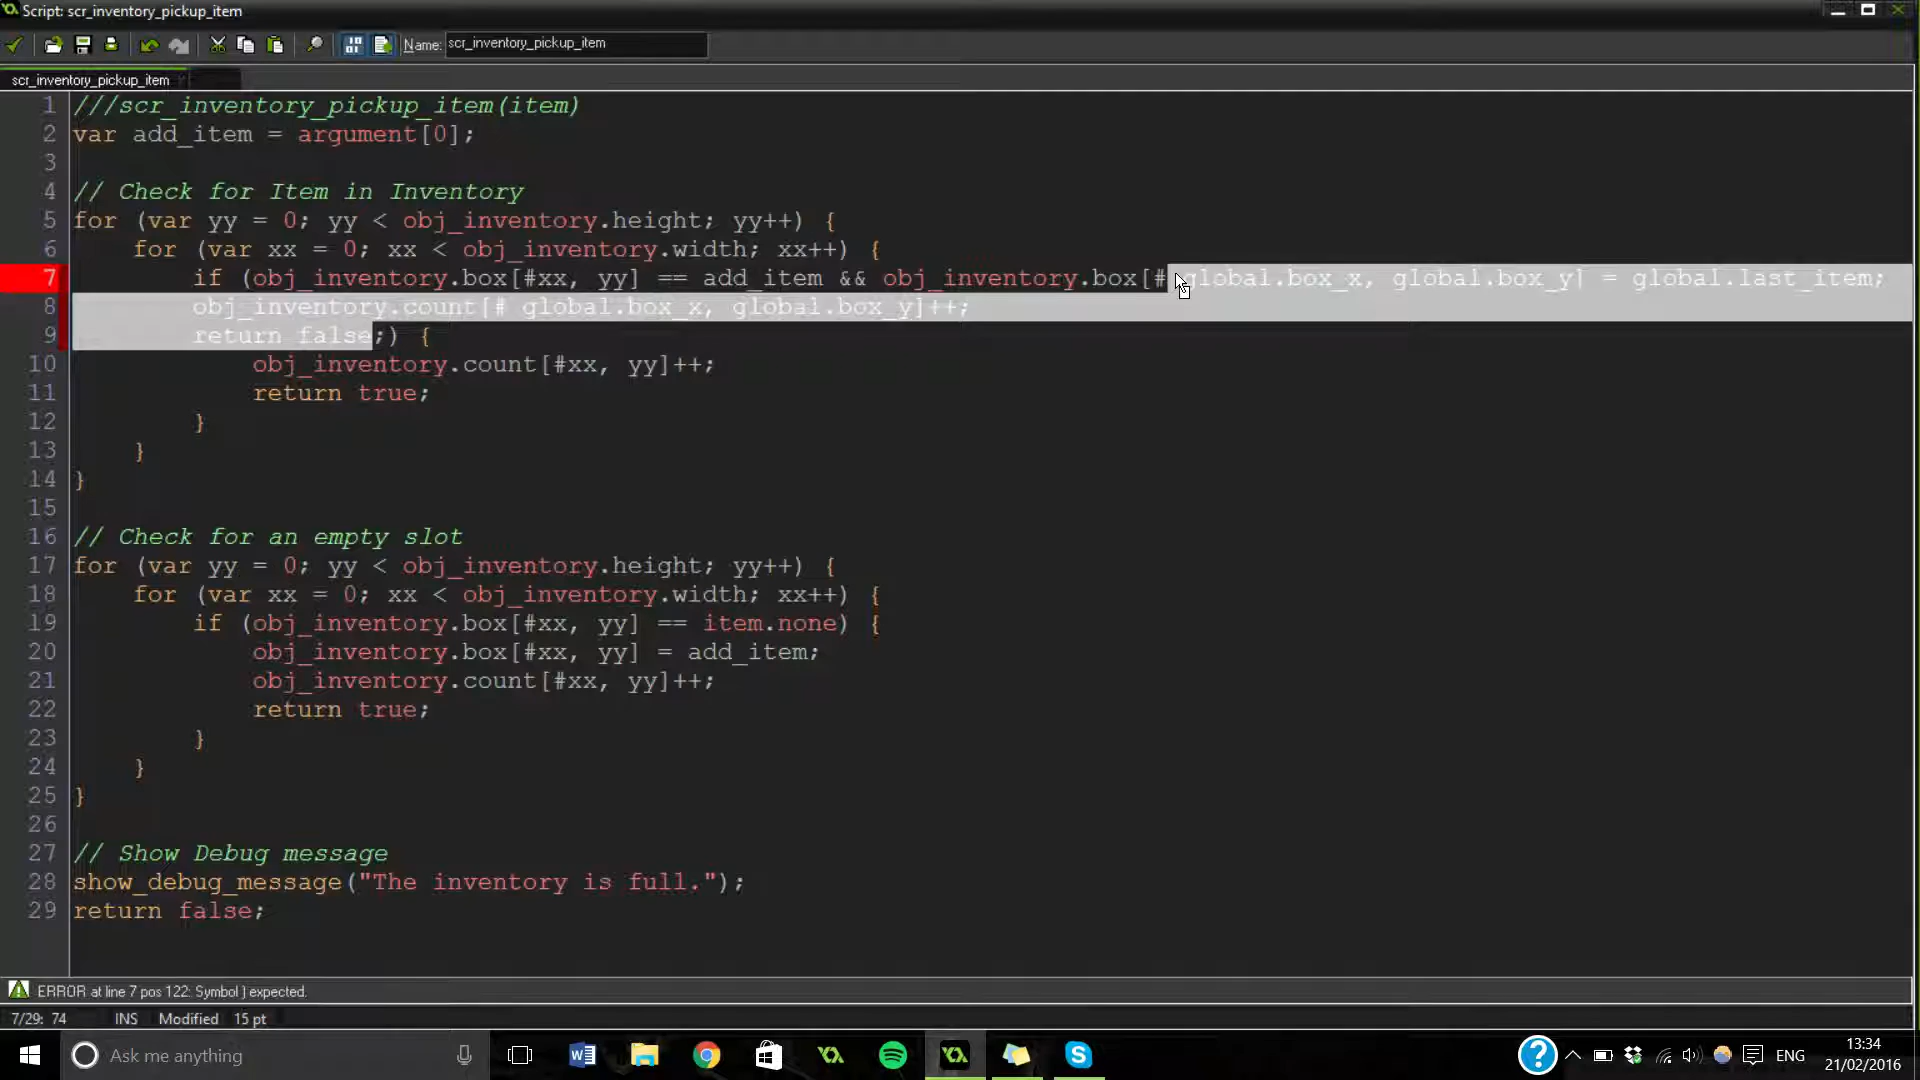 Script: scr_inventory_pickup_item
Name: scr_inventory_pickup_item
scr_inventory_pickup_item
1 ///scr_inventory_pickup_item(item)
2 var add_item = argument[0];
3
4 // Check for Item in Inventory
5 for (var yy = 0; yy < obj_inventory.height; yy++) {
6 for (var xx = 0; xx < obj_inventory.width; xx++) {
7 if (obj_inventory.box[#xx, yy] == add_item && obj_inventory.box[# global.box_x, global.box_y] = global.last_item;
8 obj_inventory.count[# global.box_x, global.box_y]++;
9 return false;) {
10 obj_inventory.count[#xx, yy]++;
11 return true;
12 }
13 }
14 }
15
16 // Check for an empty slot
17 for (var yy = 0; yy < obj_inventory.height; yy++) {
18 for (var xx = 0; xx < obj_inventory.width; xx++) {
19 if (obj_inventory.box[#xx, yy] == item.none) {
20 obj_inventory.box[#xx, yy] = add_item;
21 obj_inventory.count[#xx, yy]++;
22 return true;
23 }
24 }
25 }
26
27 // Show Debug message
28 show_debug_message("The inventory is full.");
29 return false;
ERROR at line 7 pos 122: Symbol ] expected.
7/29: 74 INS Modified 15 pt
Ask me anything
ENG
13:34
21/02/2016